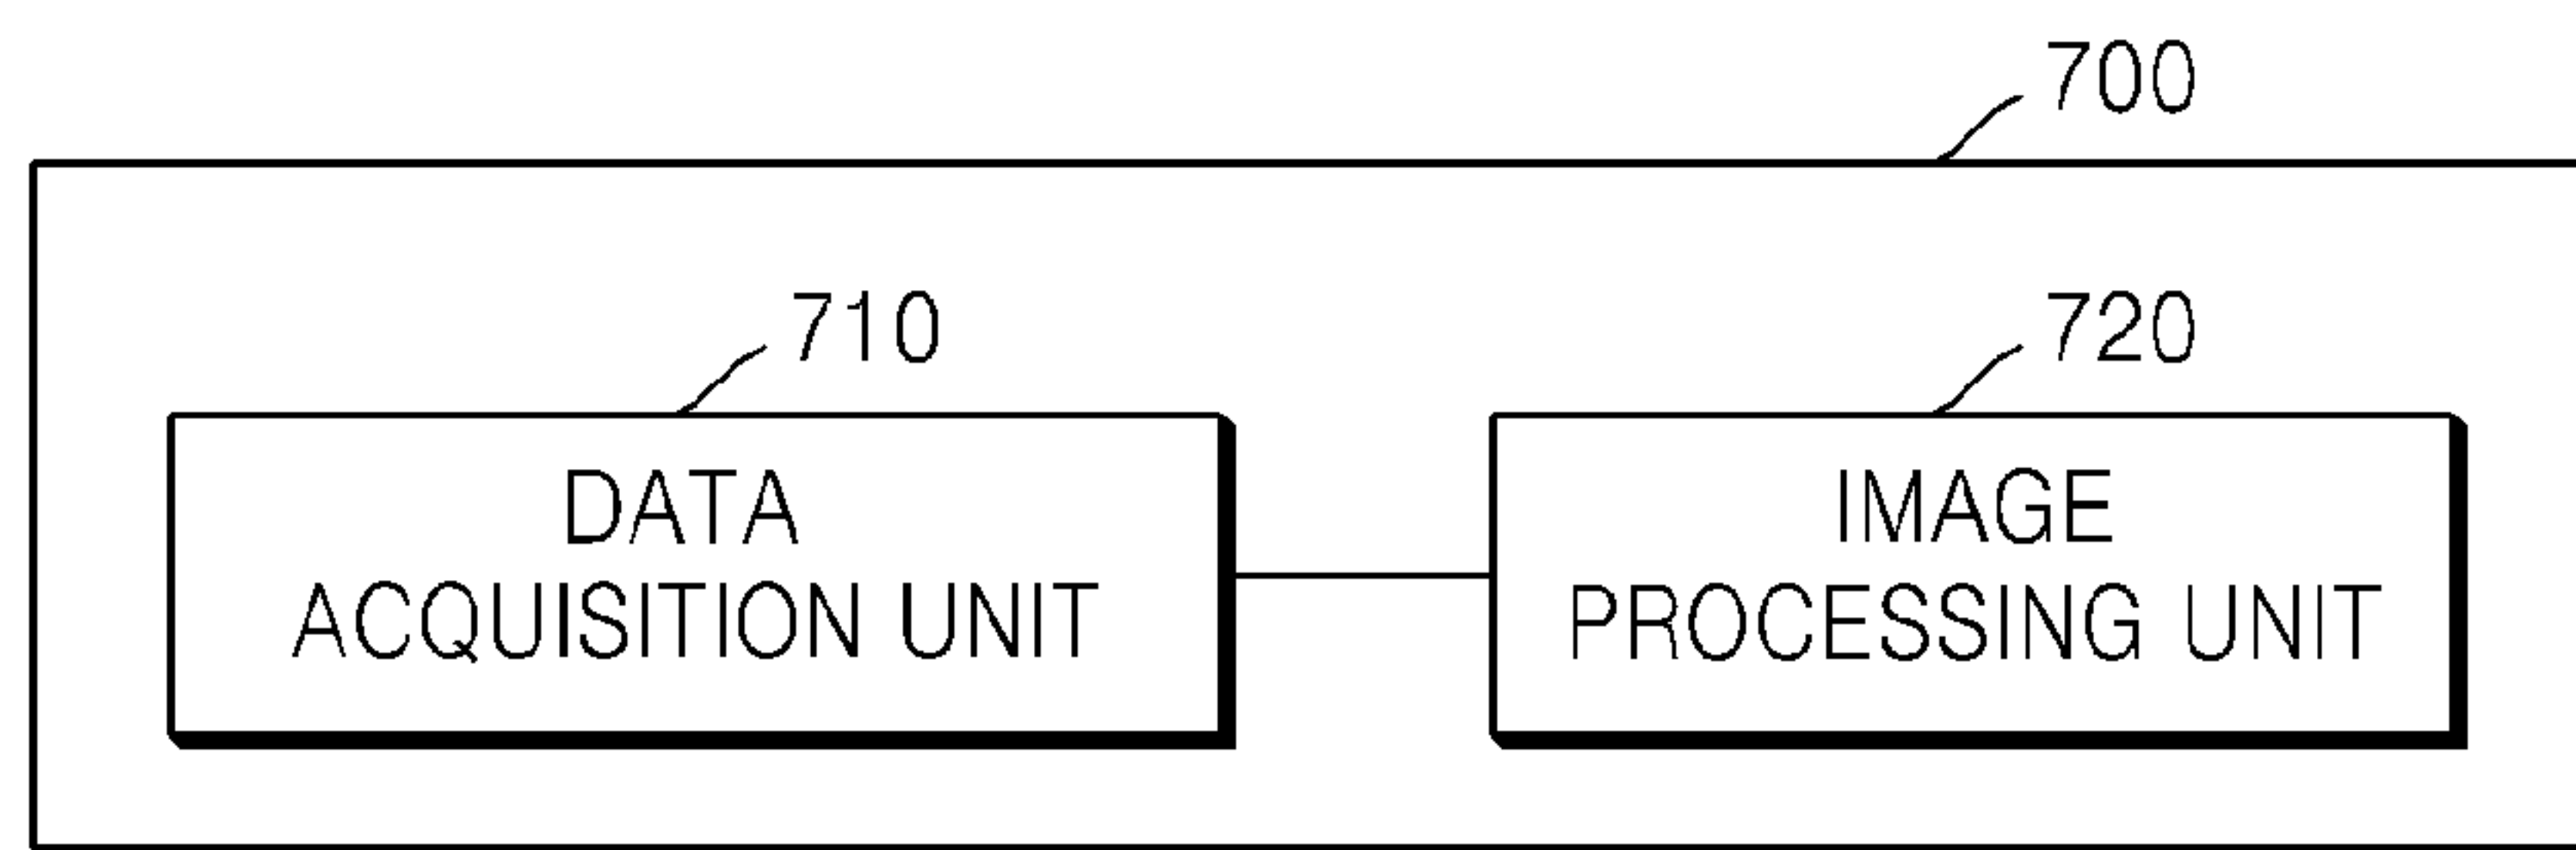 700
710
720
DATA
ACQUISITION UNIT
IMAGE
PROCESSING UNIT